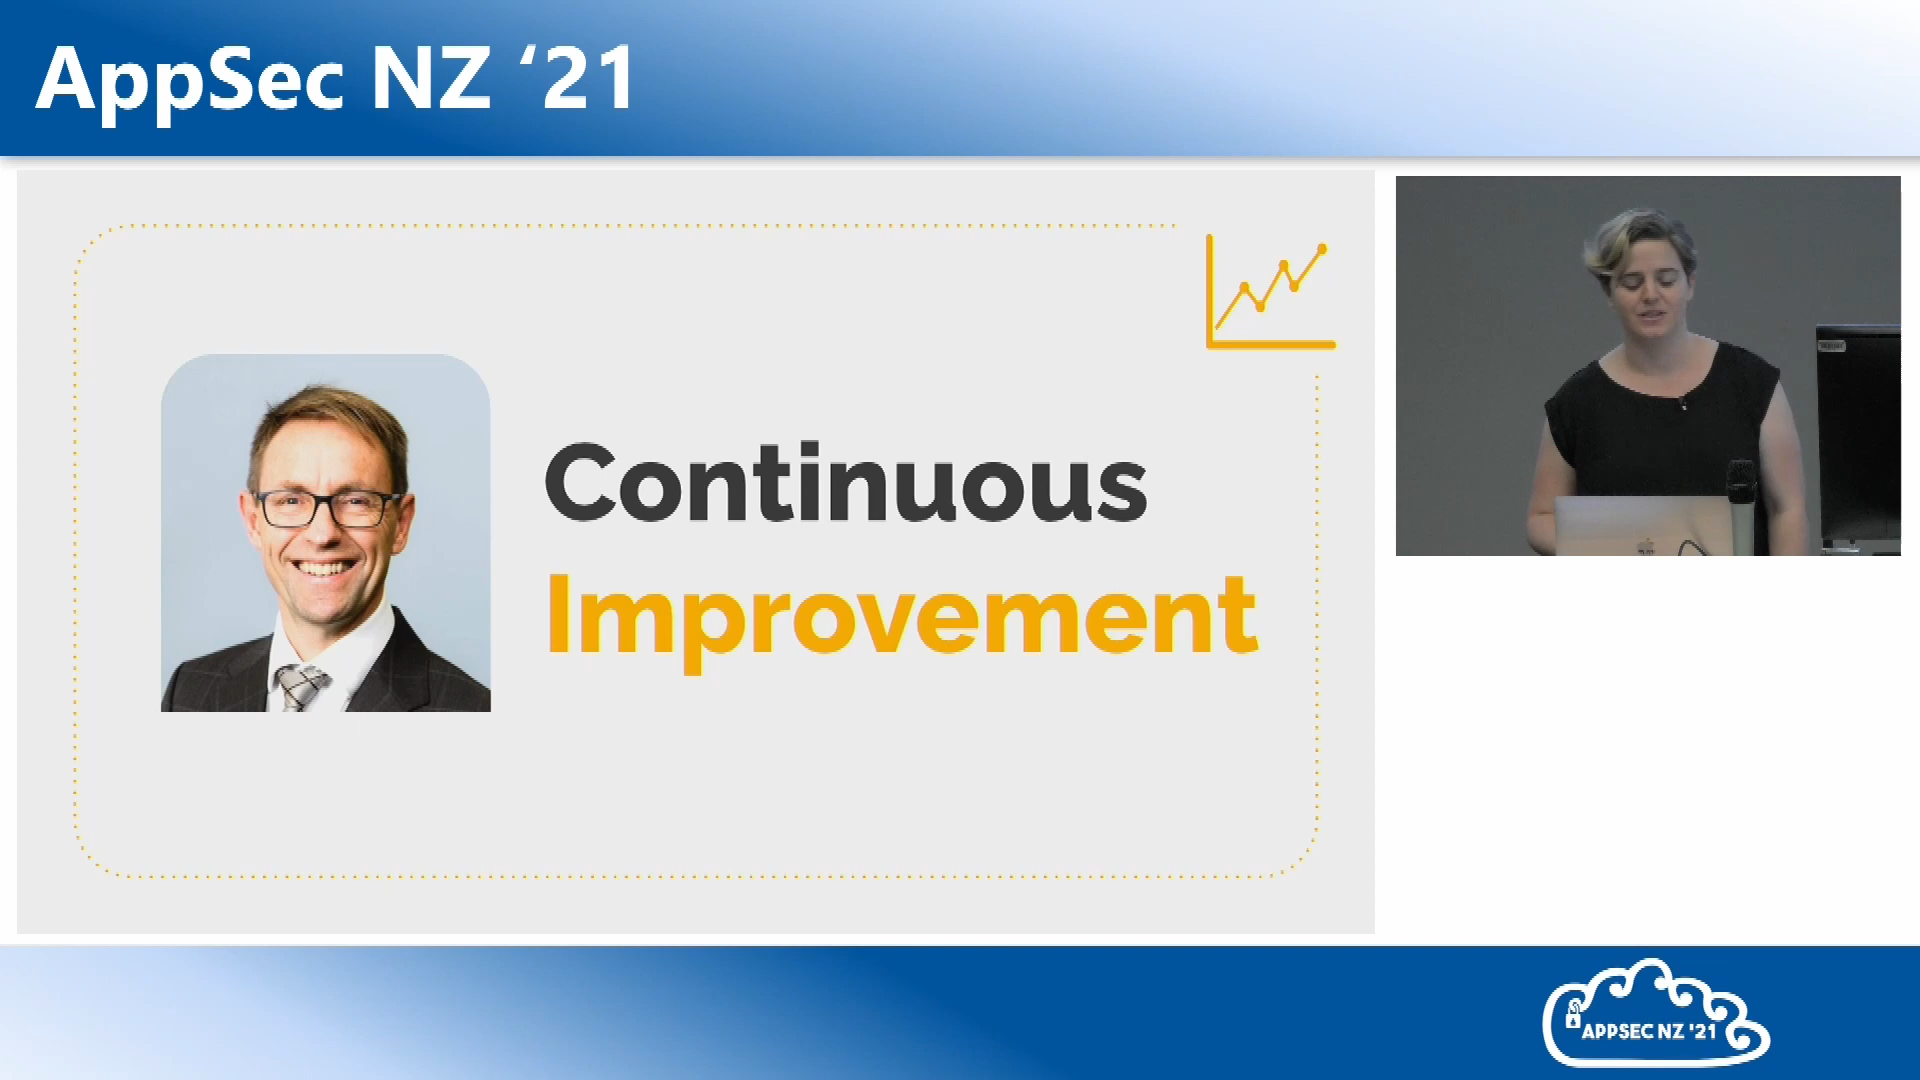 AppSec NZ ‘21
Continuous
Improvement
APPSEC NZ '21